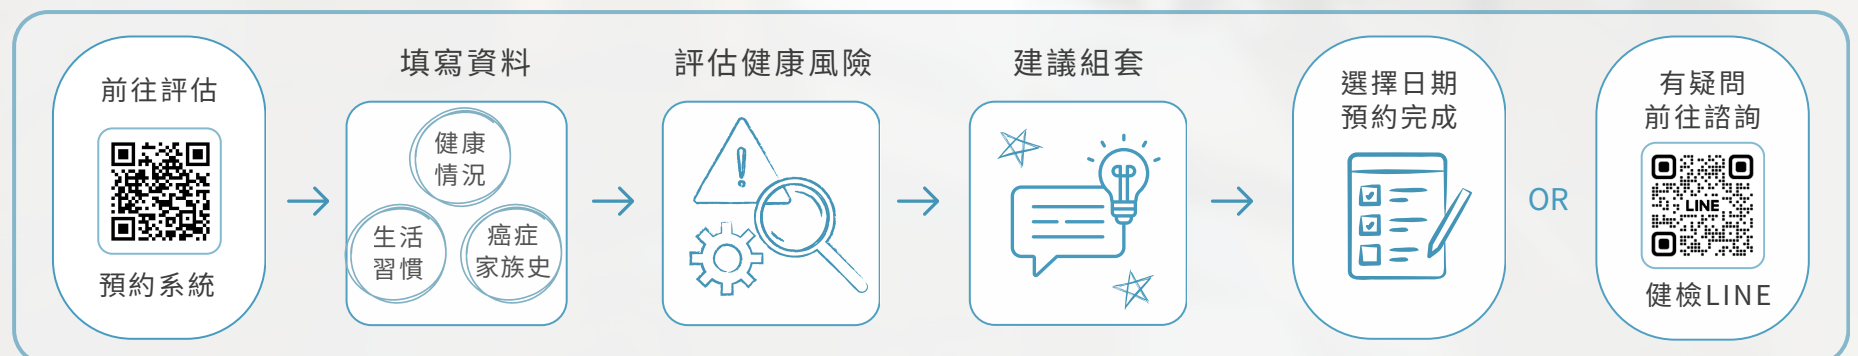 前往評估
預約系統
填寫資料
健康
情況
生活
習慣
癌症
家族史
評估健康風險
建議組套
選擇日期
預約完成
OR
有疑問
前往諮詢
LINE
健檢LINE